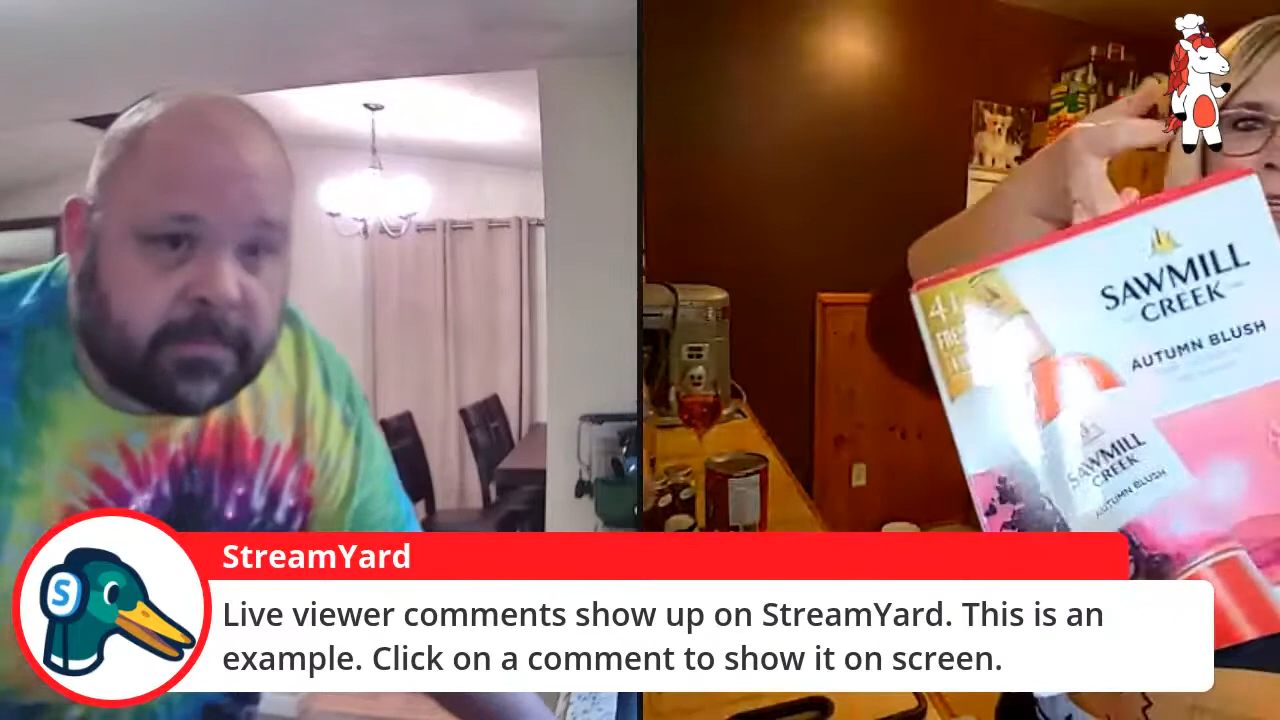 SAWMILL
CREEK
AUTUMN BLUSH
SAWMILL
CREEK
AUTUMN BLUSH
S
StreamYard
Live viewer comments show up on StreamYard. This is an
example. Click on a comment to show it on screen.